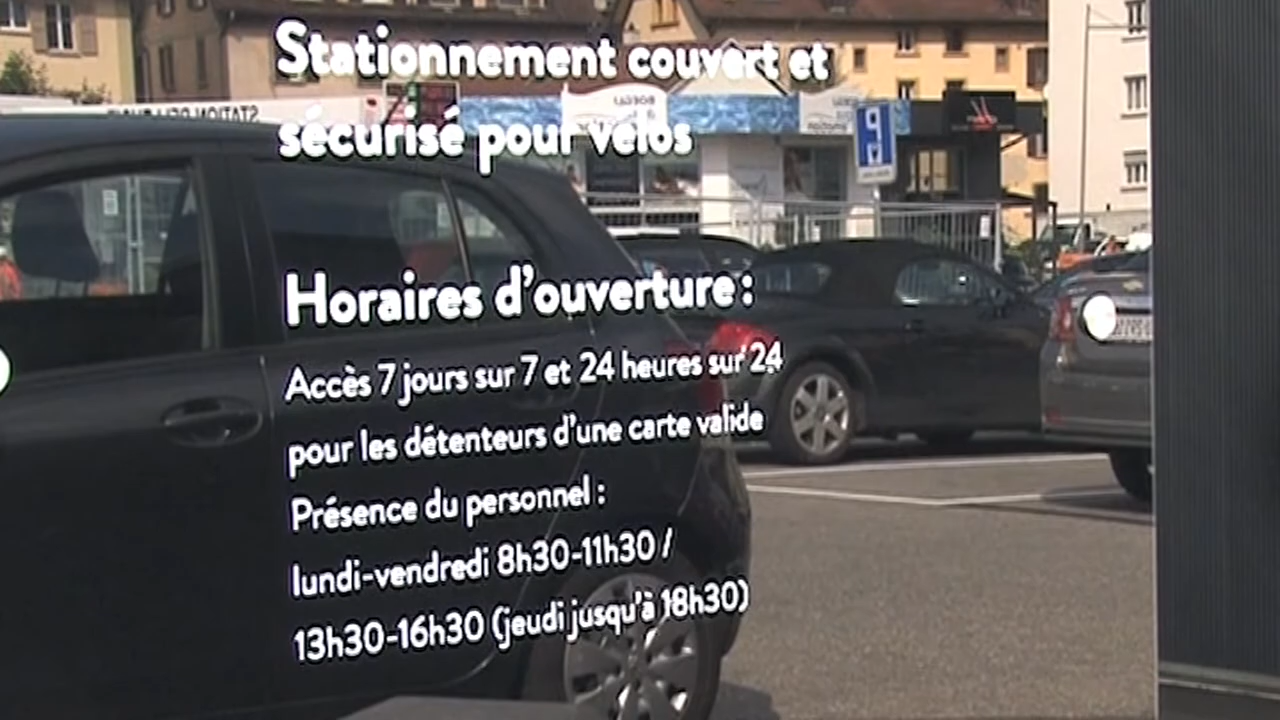 Stationnement couvert et
sécurisé pour vélos
Horaires d'ouverture :
Accès 7 jours sur 7 et 24 heures sur 24
pour les détenteurs d'une carte valide
Présence du personnel :
lundi-vendredi 8h30-11h30 /
13h30-16h30 (jeudi jusqu'à 18h30)